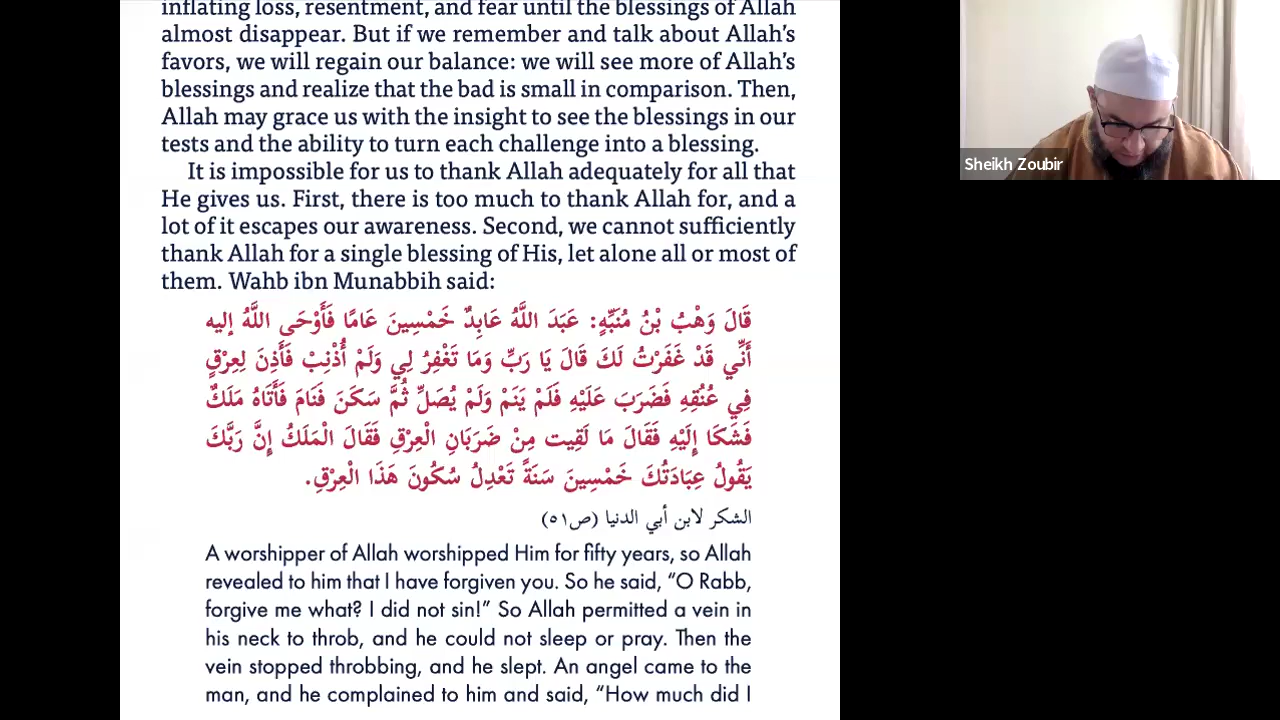 inflating loss, resentment, and fear until the blessings of Allah
almost disappear. But if we remember and talk about Allah’s
favors, we will regain our balance: we will see more of Allah’s
blessings and realize that the bad is small in comparison. Then,
Allah may grace us with the insight to see the blessings in our
tests and the ability to turn each challenge into a blessing.
It is impossible for us to thank Allah adequately for all that
He gives us. First, there is too much to thank Allah for, and a
lot of it escapes our awareness. Second, we cannot sufficiently
thank Allah for a single blessing of His, let alone all or most of
them. Wahb ibn Munabbih said:
قَالَ وَهْبُ بْنُ مُنَبِّهٍ: عَبَدَ اللَّهُ عَابِدٌ خَمْسِينَ عَامًا فَأَوْحَى اللَّهُ إليه
أَنِّي قَدْ غَفَرْتُ لَكَ قَالَ يَا رَبِّ وَمَا تَغْفِرُ لِي وَلَمْ أُذْنِبْ فَأَذِنَ لِعِرْقٍ
فِي عُنُقِهِ فَضَرَبَ عَلَيْهِ فَلَمْ يَنَمْ وَلَمْ يُصَلِّ ثُمَّ سَكَنَ فَنَامَ فَأَتَاهُ مَلَكٌ
فَشَكَا إِلَيْهِ فَقَالَ مَا لَقِيت مِنْ ضَرَبَانِ الْعِرْقِ فَقَالَ الْمَلَكُ إِنَّ رَبَّكَ
يَقُولُ عِبَادَتُكَ خَمْسِينَ سَنَةً تَعْدِلُ سُكُونَ هَذَا الْعِرْقِ.
الشكر لابن أبي الدنيا (ص٥١)
A worshipper of Allah worshipped Him for fifty years, so Allah
revealed to him that I have forgiven you. So he said, “O Rabb,
forgive me what? I did not sin!” So Allah permitted a vein in
his neck to throb, and he could not sleep or pray. Then the
vein stopped throbbing, and he slept. An angel came to the
man, and he complained to him and said, “How much did I
Sheikh Zoubir